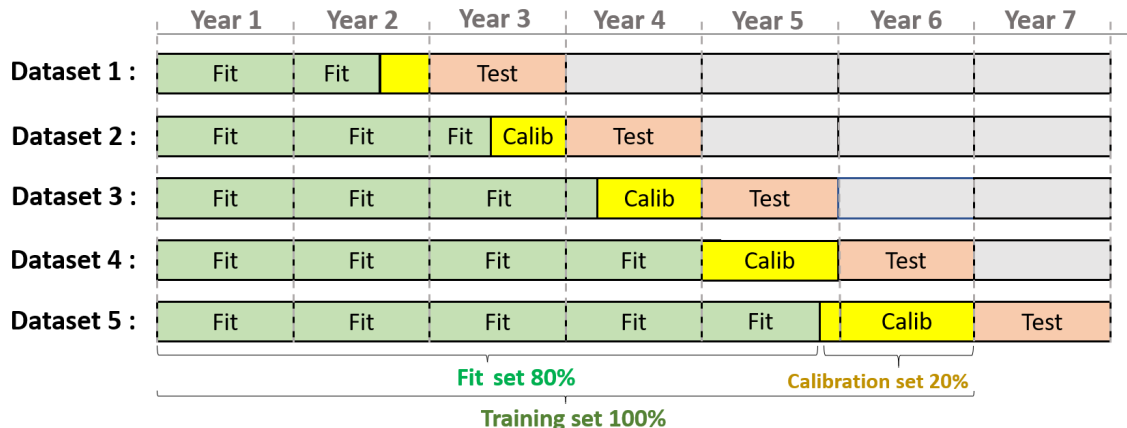 Year 1 Year 2 Year 3 Year 4 Year 5 Year 6 Year 7
Dataset 1 : Fit Fit Test
Dataset 2 : Fit Fit Fit Calib Test
Dataset 3 : Fit Fit Fit Calib Test
Dataset 4 : Fit Fit Fit Fit Calib Test
Dataset 5 : Fit Fit Fit Fit Fit Calib Test
Fit set 80% Calibration set 20%
Training set 100%